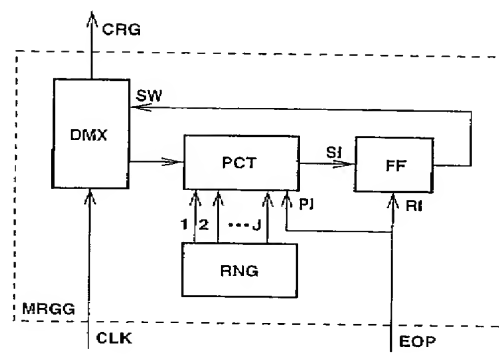 CRG
SW
DMX
PCT
SI
FF
1 2 ••• J
PI
RI
RNG
MRGG
CLK
EOP